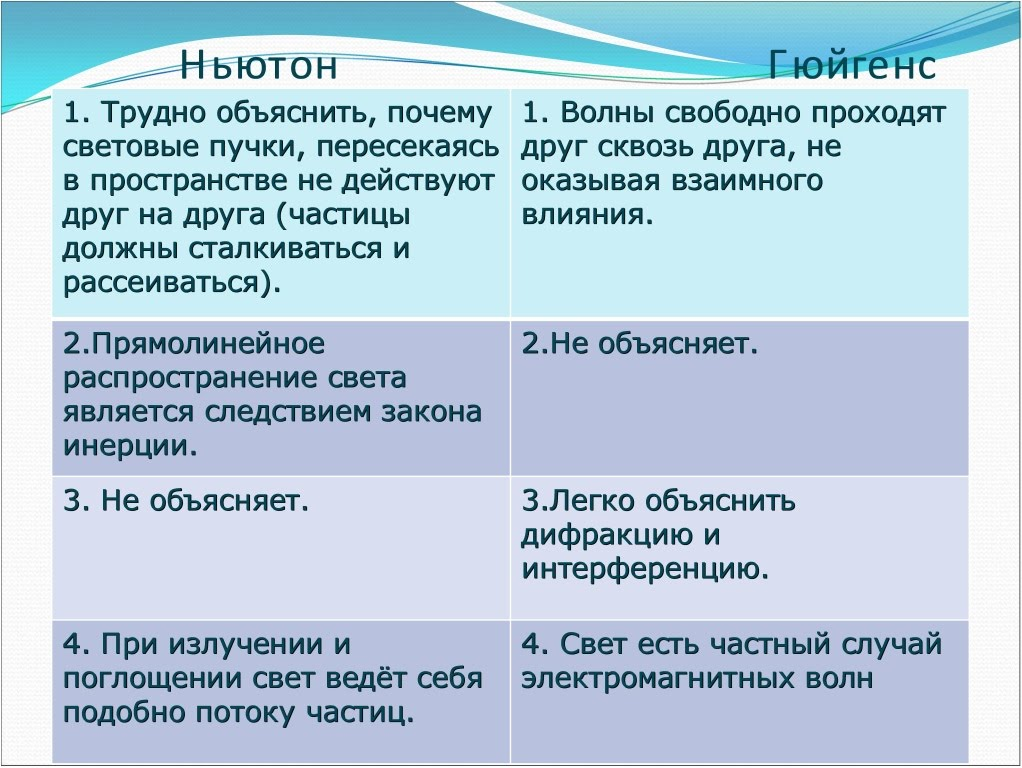 Ньютон
Гюйгенс
1. Трудно объяснить, почему
световые пучки, пересекаясь
в пространстве не действуют
друг на друга (частицы
должны сталкиваться и
рассеиваться).
1. Волны свободно проходят
друг сквозь друга, не
оказывая взаимного
влияния.
2.Прямолинейное
распространение света
является следствием закона
инерции.
2.Не объясняет.
3. Не объясняет.
3.Легко объяснить
дифракцию и
интерференцию.
4. При излучении и
поглощении свет ведёт себя
подобно потоку частиц.
4. Свет есть частный случай
электромагнитных волн